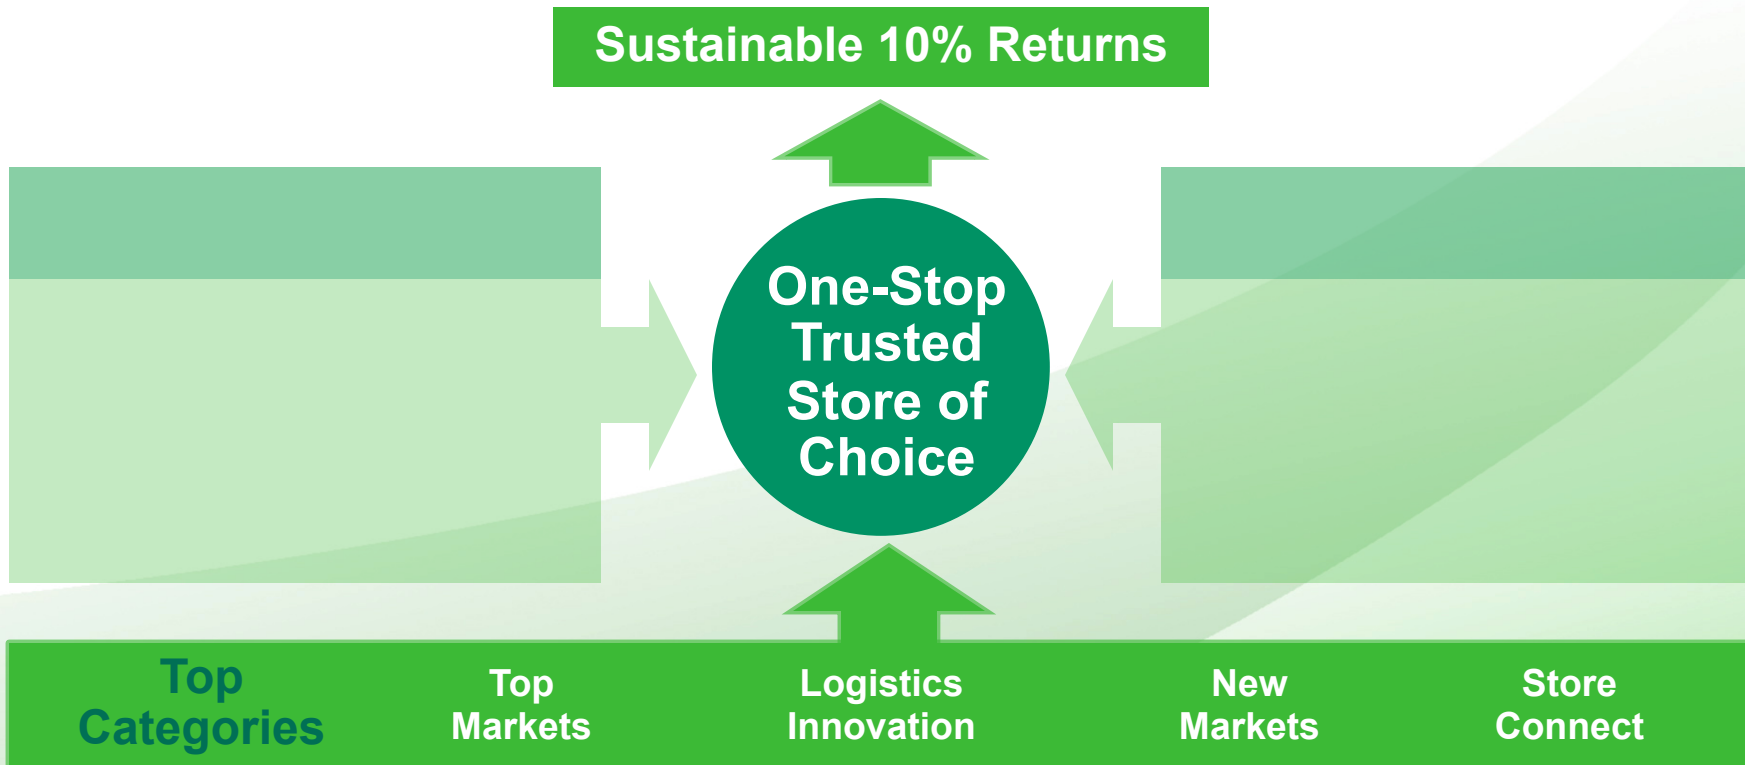 Sustainable 10% Returns
One-Stop
Trusted
Store of
Choice
Top
Categories
Top
Markets
Logistics
Innovation
New
Markets
Store
Connect